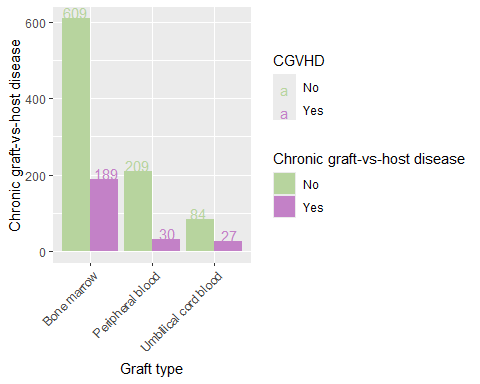 Chronic graft-vs-host disease
600
400
200
0
609
189
209
30
84
27
Bone marrow
Peripheral blood
Umbilical cord blood
Graft type
CGVHD
a No
a Yes
Chronic graft-vs-host disease
No
Yes